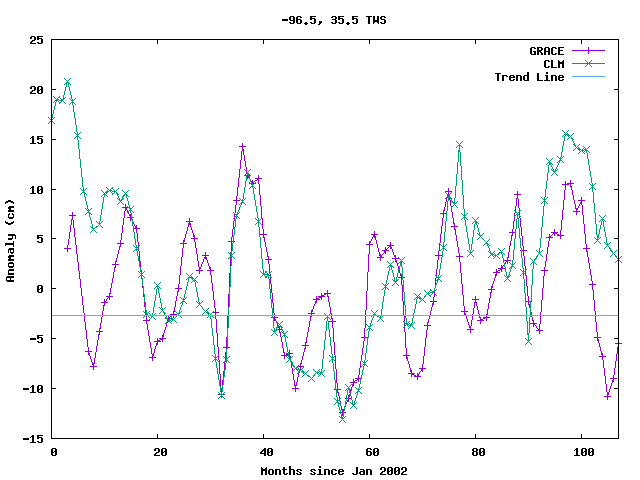 -96.5, 35.5 TWS
25
20
15
10
5
0
-5
-10
-15
Anomaly (cm)
GRACE
CLM
Trend Line
0 20 40 60 80 100
Months since Jan 2002